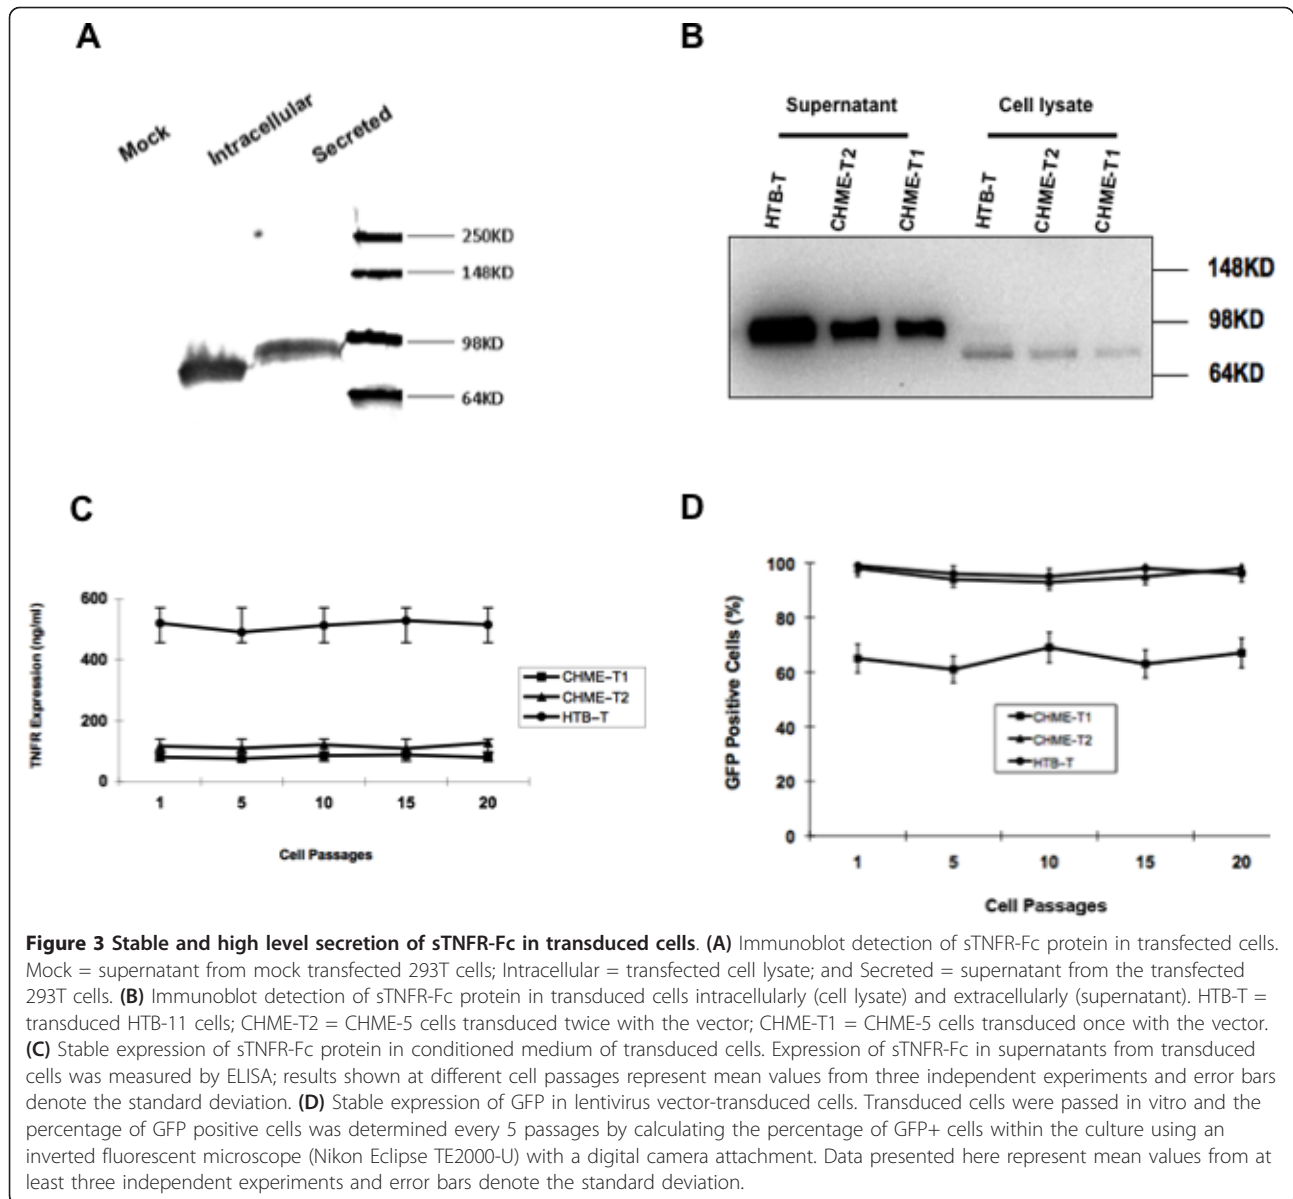 A
Mock
Intracellular
Secreted
250KD
148KD
98KD
64KD
B
Supernatant
Cell lysate
HTB-T
CHME-T2
CHME-T1
HTB-T
CHME-T2
CHME-T1
148KD
98KD
64KD
C
TNFR Expression (ng/ml)
600
400
200
0
1 5 10 15 20
Cell Passages
CHME-T1
CHME-T2
HTB-T
D
GFP Positive Cells (%)
100
80
60
40
20
0
1 5 10 15 20
Cell Passages
CHME-T1
CHME-T2
HTB-T
Figure 3 Stable and high level secretion of sTNFR-Fc in transduced cells. (A) Immunoblot detection of sTNFR-Fc protein in transfected cells.
Mock = supernatant from mock transfected 293T cells; Intracellular = transfected cell lysate; and Secreted = supernatant from the transfected
293T cells. (B) Immunoblot detection of sTNFR-Fc protein in transduced cells intracellularly (cell lysate) and extracellularly (supernatant). HTB-T =
transduced HTB-11 cells; CHME-T2 = CHME-5 cells transduced twice with the vector; CHME-T1 = CHME-5 cells transduced once with the vector.
(C) Stable expression of sTNFR-Fc protein in conditioned medium of transduced cells. Expression of sTNFR-Fc in supernatants from transduced
cells was measured by ELISA; results shown at different cell passages represent mean values from three independent experiments and error bars
denote the standard deviation. (D) Stable expression of GFP in lentivirus vector-transduced cells. Transduced cells were passed in vitro and the
percentage of GFP positive cells was determined every 5 passages by calculating the percentage of GFP+ cells within the culture using an
inverted fluorescent microscope (Nikon Eclipse TE2000-U) with a digital camera attachment. Data presented here represent mean values from at
least three independent experiments and error bars denote the standard deviation.